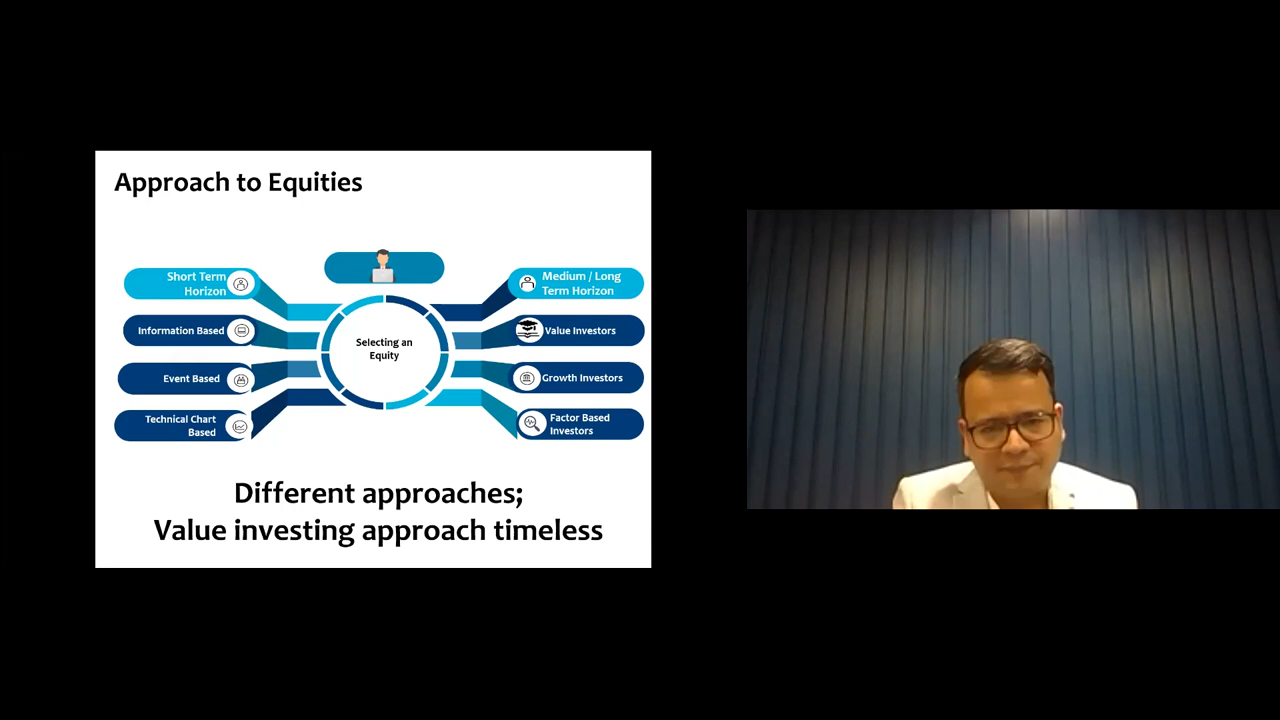 Approach to Equities
Short Term
Horizon
Information Based
Event Based
Technical Chart
Based
Selecting an
Equity
Medium / Long
Term Horizon
Value Investors
Growth Investors
Factor Based
Investors
Different approaches;
Value investing approach timeless